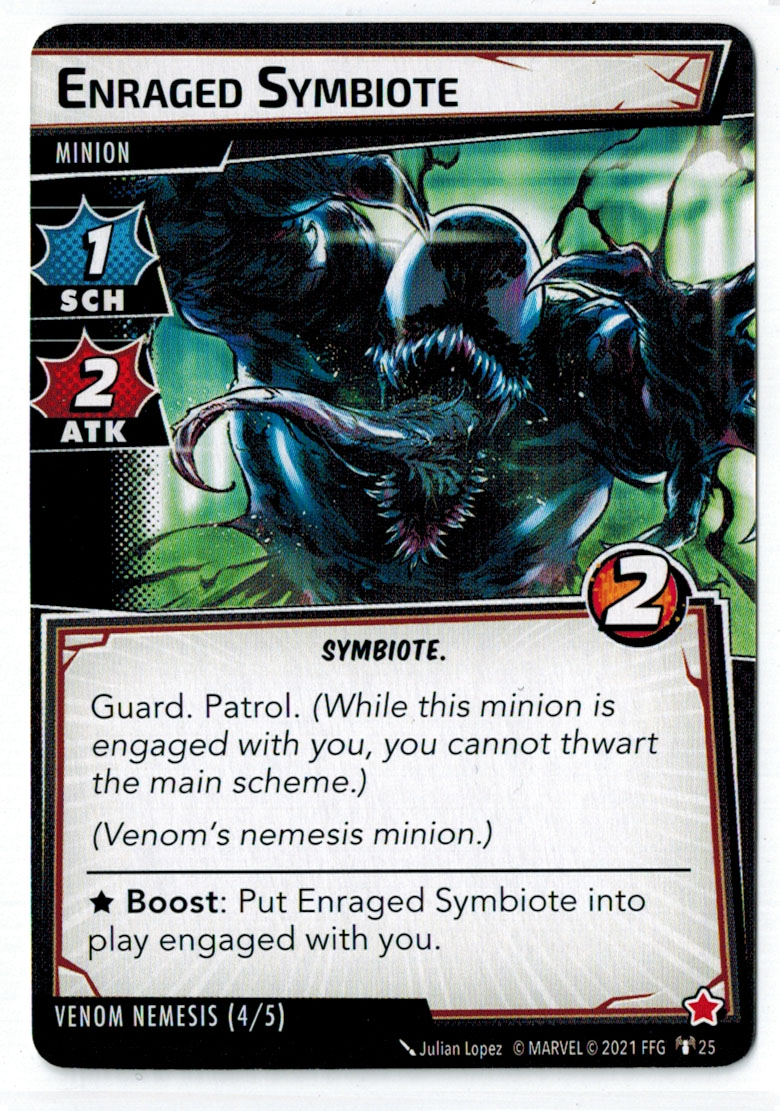 ENRAGED SYMBIOTE
MINION
1
SCH
2
ATK
2
SYMBIOTE.
Guard. Patrol. (While this minion is
engaged with you, you cannot thwart
the main scheme.)
(Venom's nemesis minion.)
★ Boost: Put Enraged Symbiote into
play engaged with you.
VENOM NEMESIS (4/5)
Julian Lopez © MARVEL © 2021 FFG 25